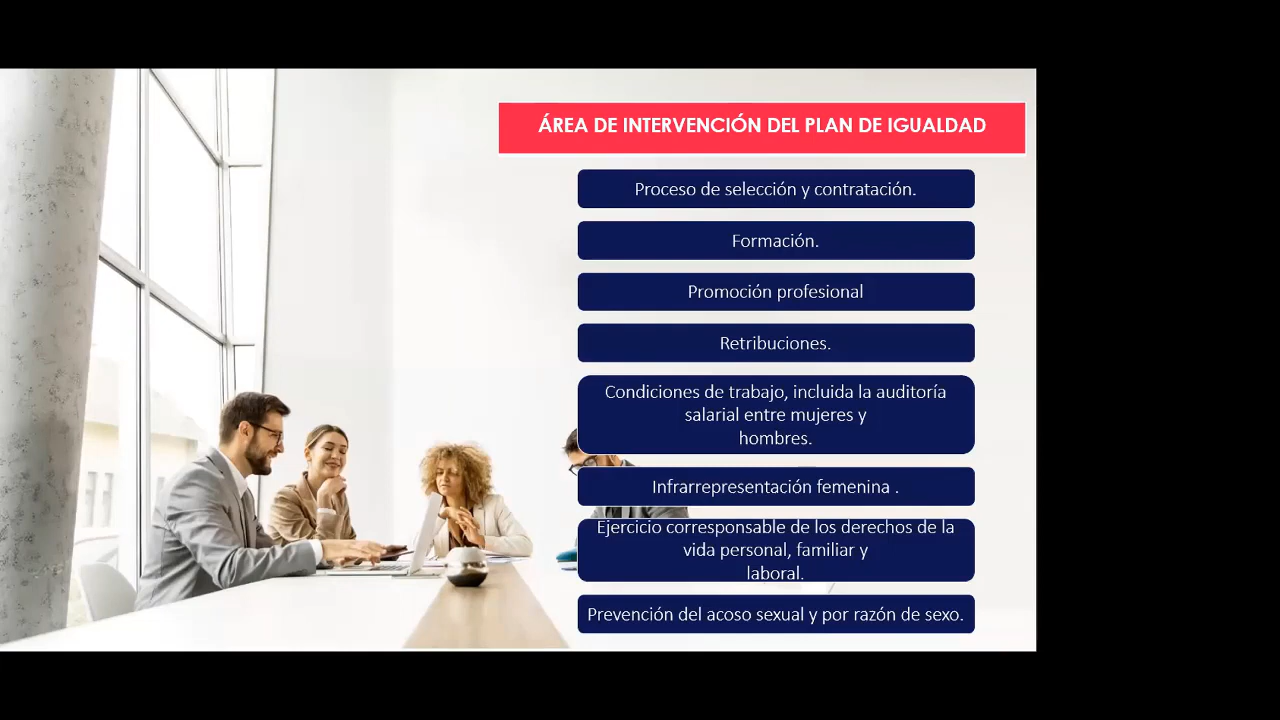 ÁREA DE INTERVENCIÓN DEL PLAN DE IGUALDAD
Proceso de selección y contratación.
Formación.
Promoción profesional
Retribuciones.
Condiciones de trabajo, incluida la auditoría
salarial entre mujeres y
hombres.
Infrarrepresentación femenina .
Ejercicio corresponsable de los derechos de la
vida personal, familiar y
laboral.
Prevención del acoso sexual y por razón de sexo.